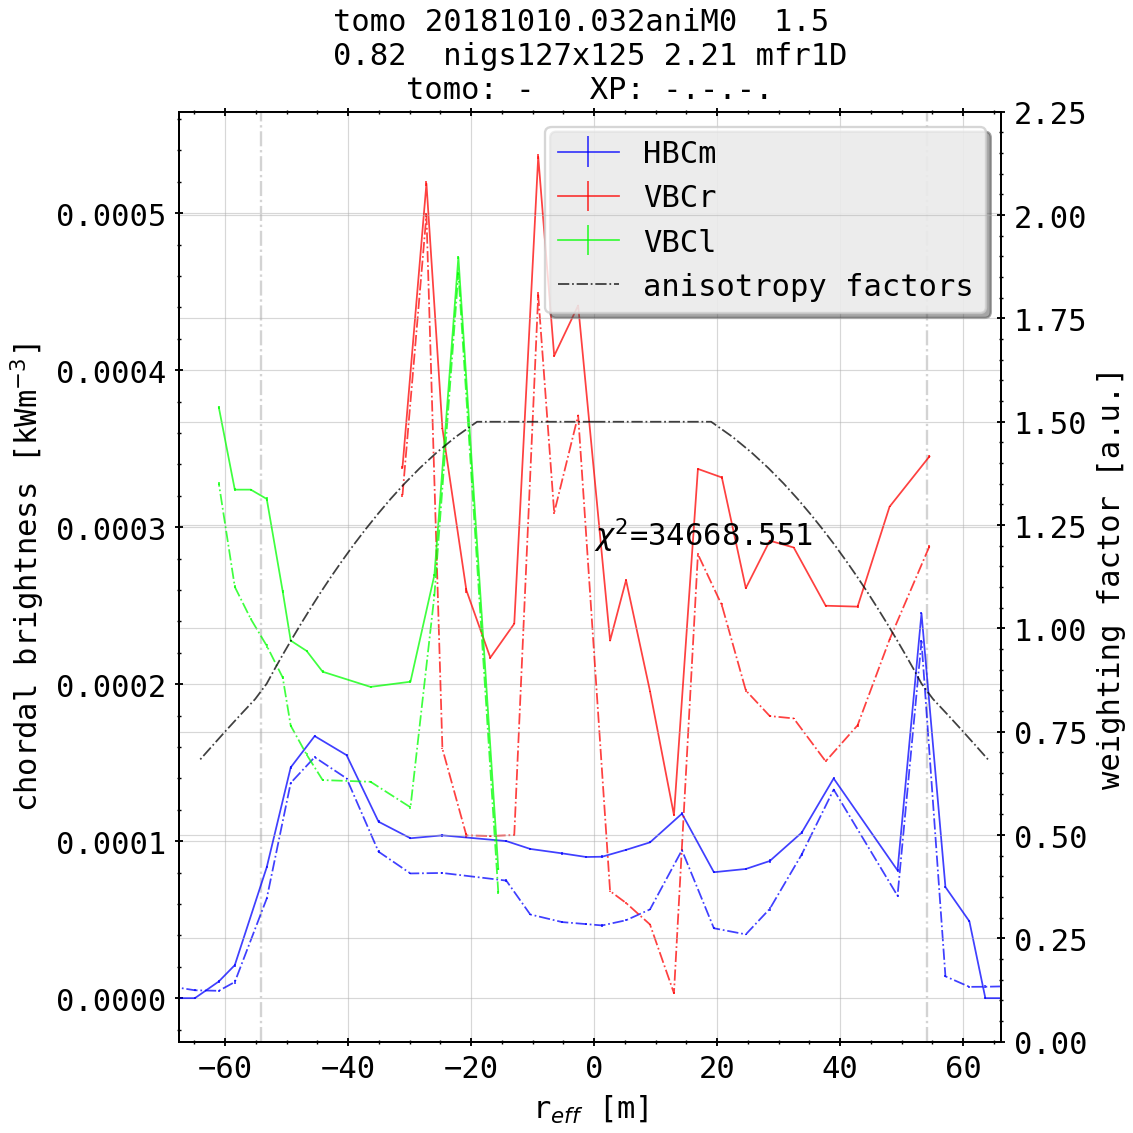 tomo 20181010.032aniM0  1.5
0.82  nigs127x125 2.21 mfr1D
tomo: -   XP: -.-.-.
HBCm
VBCr
VBCl
anisotropy factors
χ²=34668.551
chordal brightness [kWm⁻³]
0.0005
0.0004
0.0003
0.0002
0.0001
0.0000
2.25
2.00
1.75
1.50
1.25
1.00
0.75
0.50
0.25
0.00
weighting factor [a.u.]
−60 −40 −20 0 20 40 60
r_eff [m]